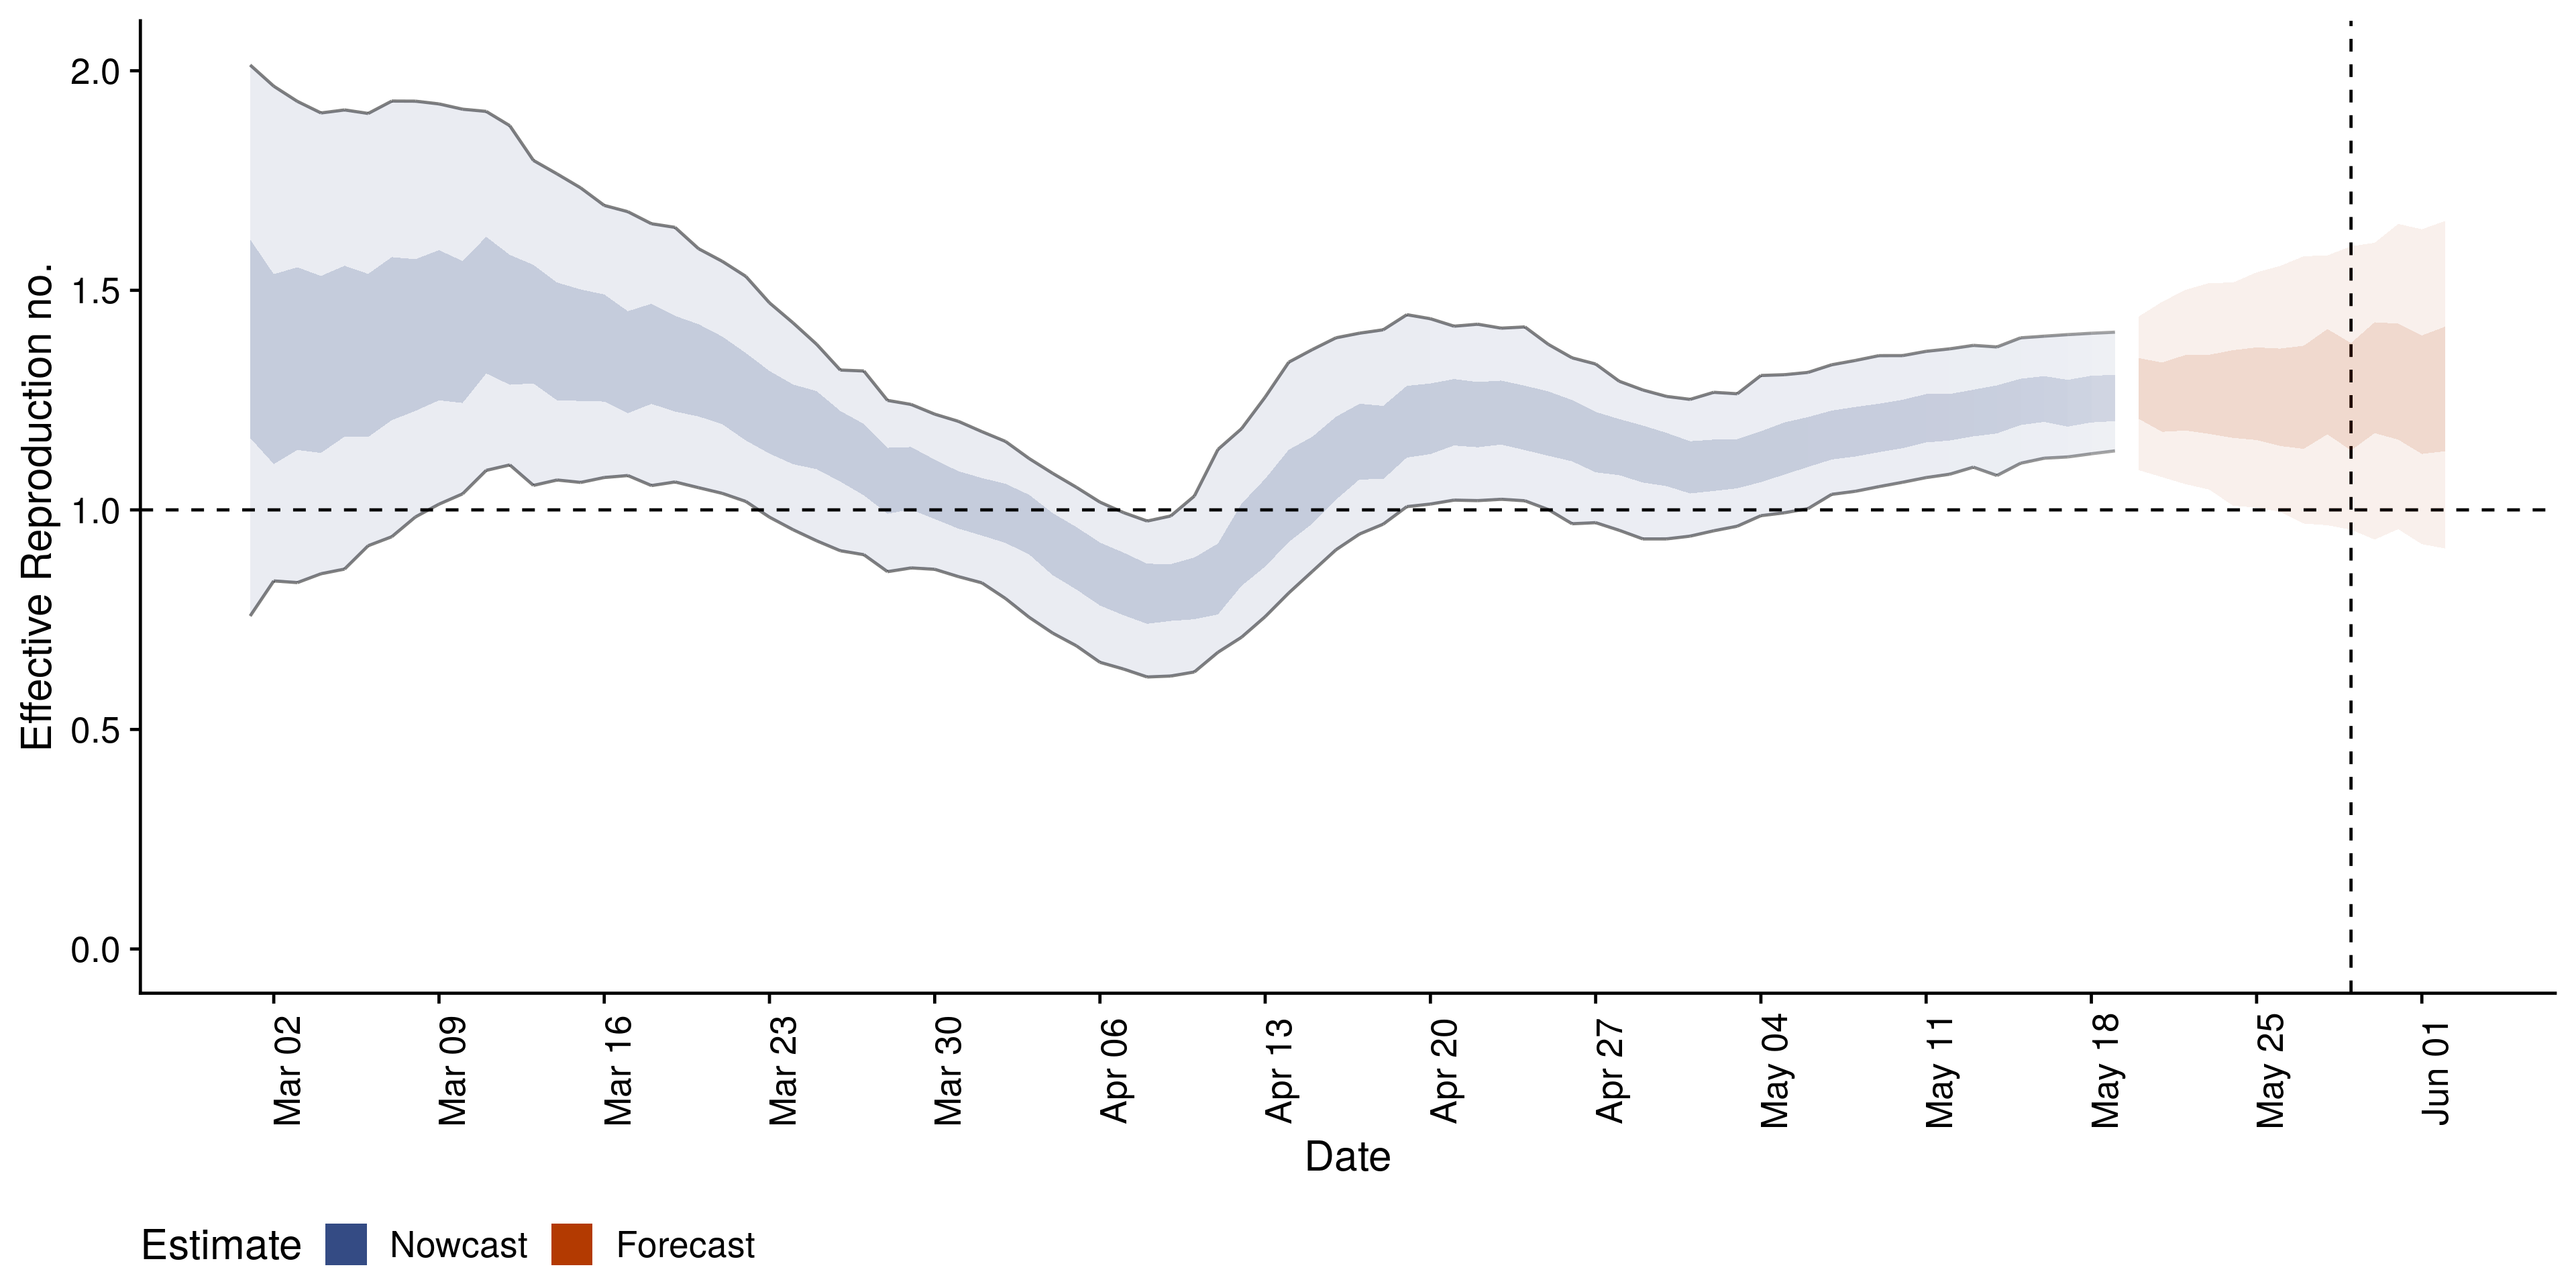 Effective Reproduction no.
2.0
1.5
1.0
0.5
0.0
Mar 02
Mar 09
Mar 16
Mar 23
Mar 30
Apr 06
Apr 13
Apr 20
Apr 27
May 04
May 11
May 18
May 25
Jun 01
Date
Estimate Nowcast Forecast